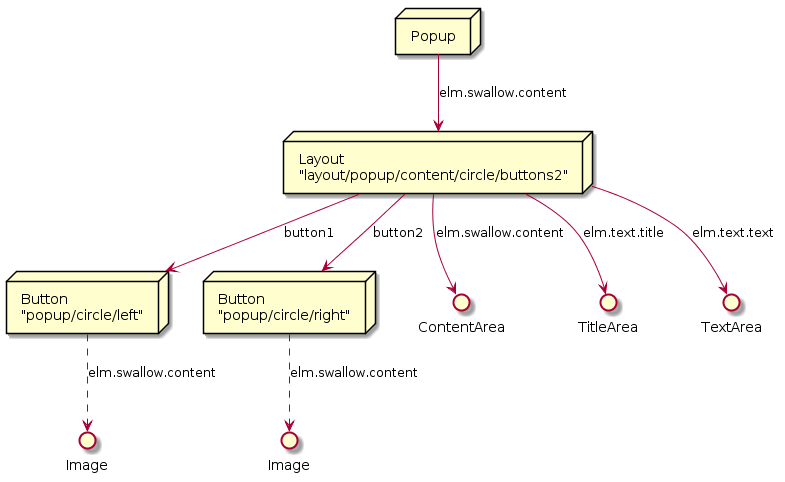 Popup
elm.swallow.content
Layout
"layout/popup/content/circle/buttons2"
button1
button2
elm.swallow.content
elm.text.title
elm.text.text
Button
"popup/circle/left"
Button
"popup/circle/right"
ContentArea
TitleArea
TextArea
elm.swallow.content
elm.swallow.content
Image
Image